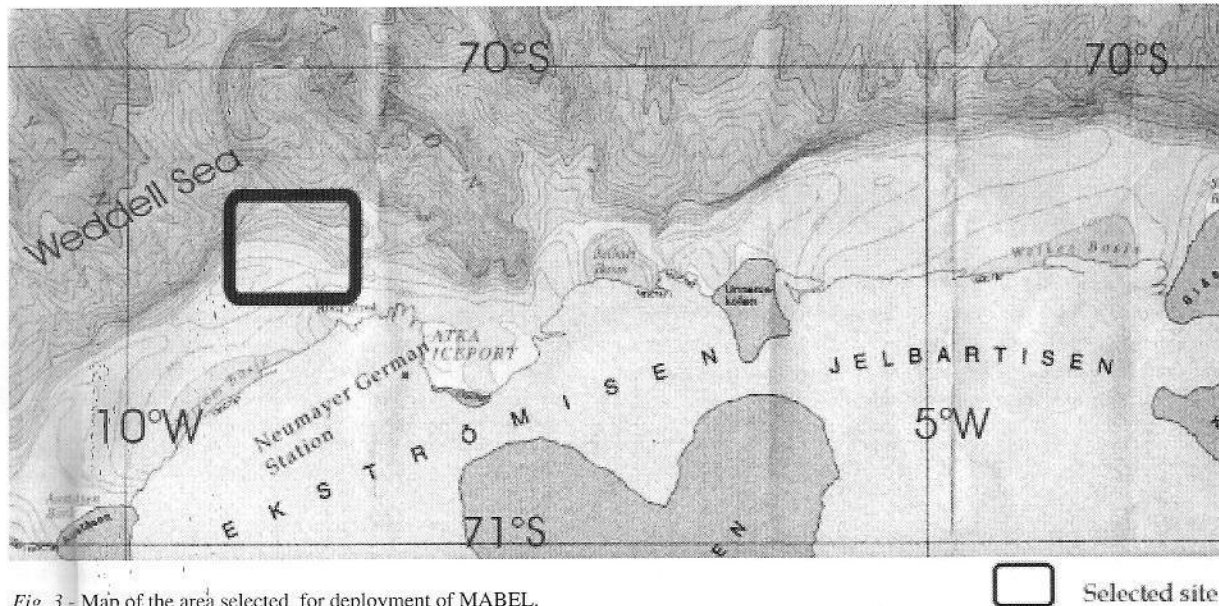 70°S
70°S
Weddell Sea
ATKA
ICEPORT
Neumayer German
Station
10°W
5°W
EKSTRÖMISEN
JELBARTISEN
71°S
Fig. 3 - Map of the area selected for deployment of MABEL.
Selected site